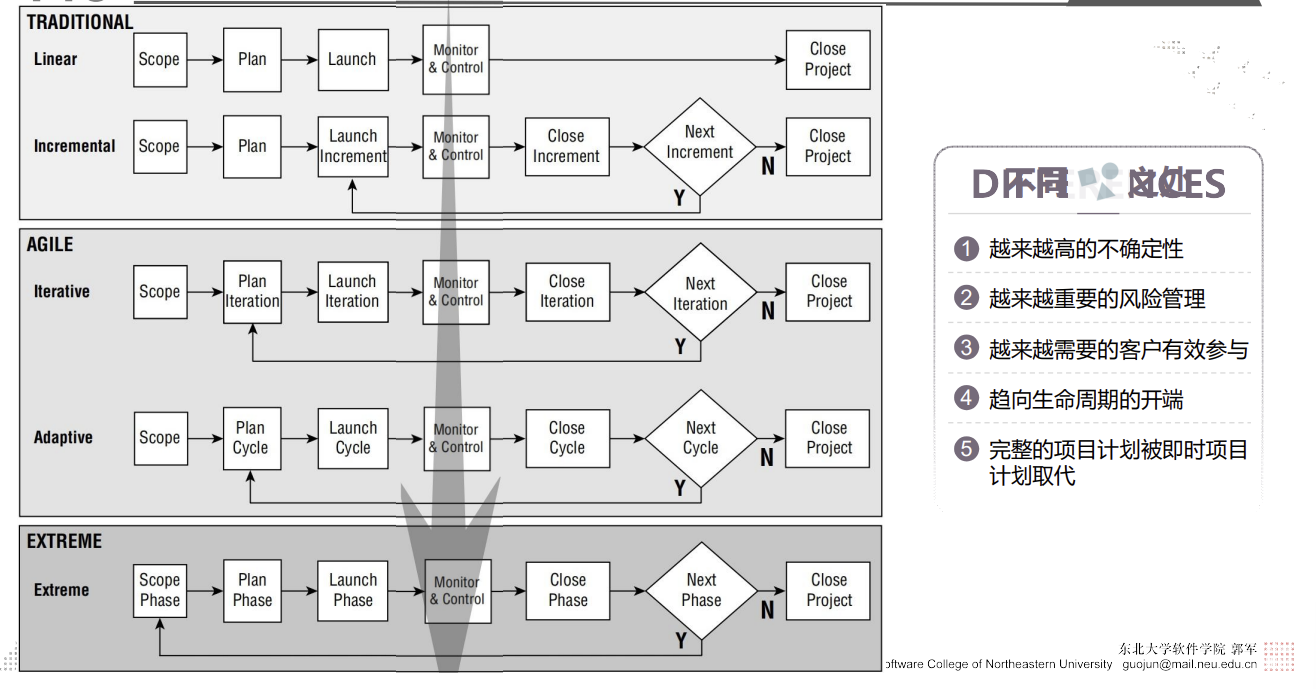 TRADITIONAL
Linear
Scope
Plan
Launch
Monitor
& Control
Close
Project
Incremental
Scope
Plan
Launch
Increment
Monitor
& Control
Close
Increment
Next
Increment
N
Close
Project
Y
AGILE
Iterative
Scope
Plan
Iteration
Launch
Iteration
Monitor
& Control
Close
Iteration
Next
Iteration
N
Close
Project
Y
Adaptive
Scope
Plan
Cycle
Launch
Cycle
Monitor
& Control
Close
Cycle
Next
Cycle
N
Close
Project
Y
EXTREME
Extreme
Scope
Phase
Plan
Phase
Launch
Phase
Monitor
& Control
Close
Phase
Next
Phase
N
Close
Project
Y
DIFFERENCES
不同 之处
1 越来越高的不确定性
2 越来越重要的风险管理
3 越来越需要的客户有效参与
4 趋向生命周期的开端
5 完整的项目计划被即时项目
计划取代
东北大学软件学院 郭军
oftware College of Northeastern University guojun@mail.neu.edu.cn